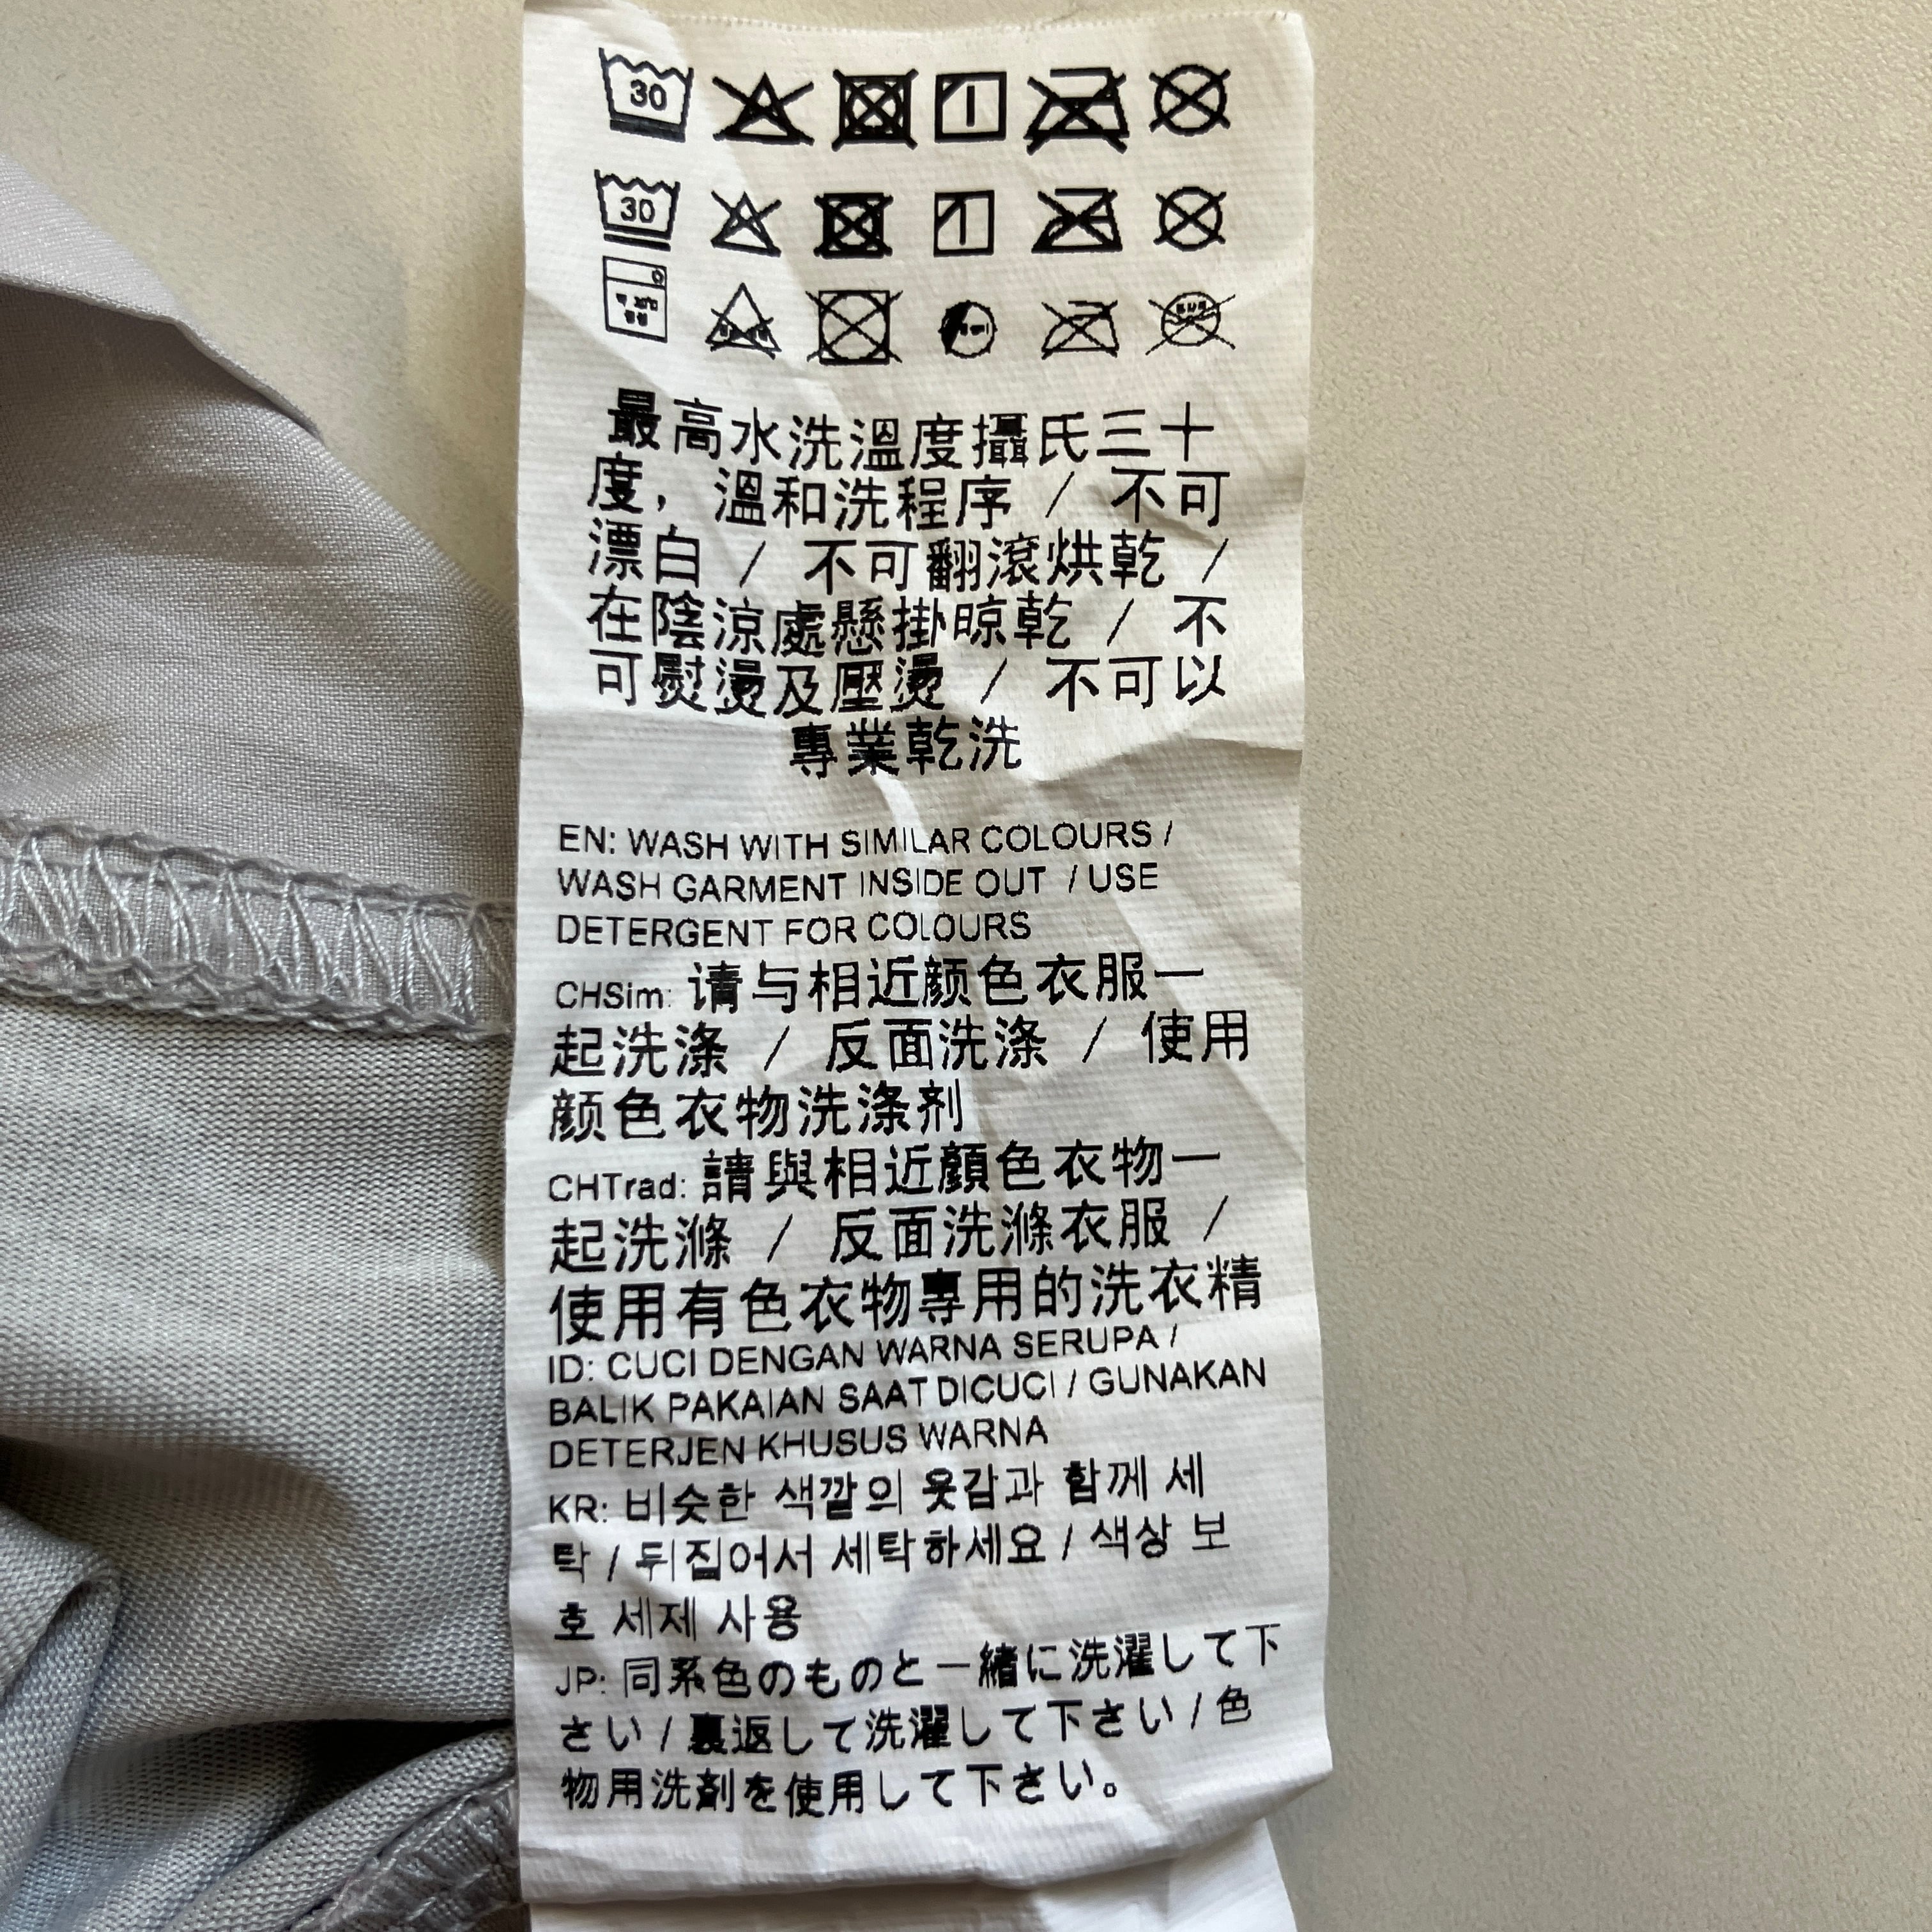 30
30
最高水洗溫度攝氏三十
度，溫和洗程序 / 不可
漂白 / 不可翻滾烘乾 /
在陰涼處懸掛晾乾 / 不
可熨燙及壓燙 / 不可以
專業乾洗
EN: WASH WITH SIMILAR COLOURS /
WASH GARMENT INSIDE OUT / USE
DETERGENT FOR COLOURS
CHSim: 请与相近颜色衣服一
起洗涤 / 反面洗涤 / 使用
颜色衣物洗涤剂
CHTrad: 請與相近顏色衣物一
起洗滌 / 反面洗滌衣服 /
使用有色衣物專用的洗衣精
ID: CUCI DENGAN WARNA SERUPA /
BALIK PAKAIAN SAAT DICUCI / GUNAKAN
DETERJEN KHUSUS WARNA
KR: 비슷한 색깔의 옷감과 함께 세
탁 / 뒤집어서 세탁하세요 / 색상 보
호 세제 사용
JP: 同系色のものと一緒に洗濯して下
さい / 裏返して洗濯して下さい / 色
物用洗剤を使用して下さい。